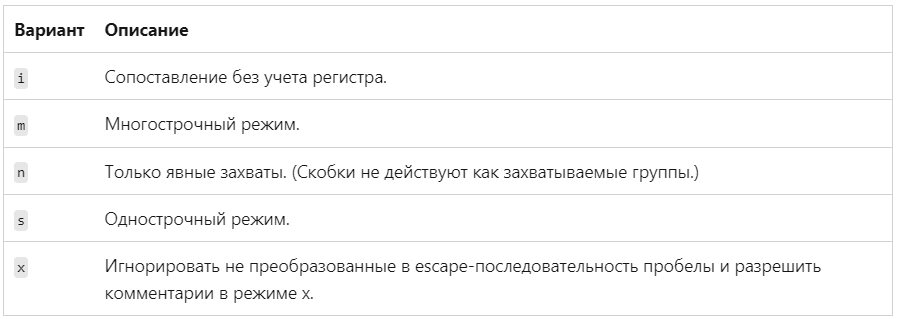 Вариант Описание
i Сопоставление без учета регистра.
m Многострочный режим.
n Только явные захваты. (Скобки не действуют как захватываемые группы.)
s Однострочный режим.
x Игнорировать не преобразованные в escape-последовательность пробелы и разрешить
комментарии в режиме x.